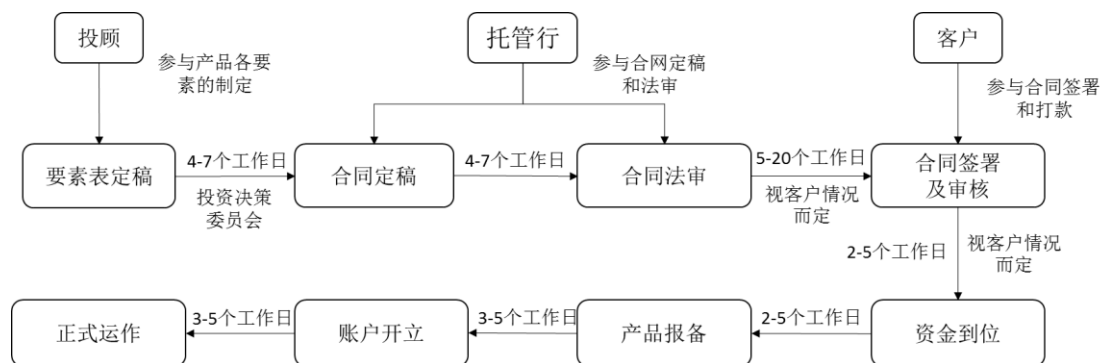 投顾
托管行
客户
参与产品各要
素的制定
参与合网定稿
和法审
参与合同签署
和打款
要素表定稿
4-7个工作日
投资决策
委员会
合同定稿
4-7个工作日
合同法审
5-20个工作日
视客户情况
而定
合同签署
及审核
2-5个工作日
视客户情况
而定
正式运作
3-5个工作日
账户开立
3-5个工作日
产品报备
2-5个工作日
资金到位